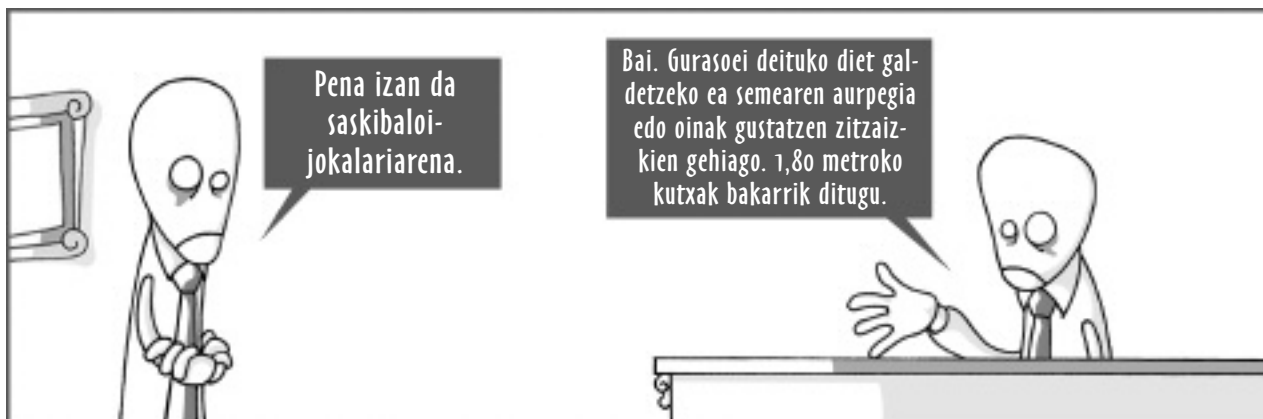 Pena izan da
saskibaloi-
jokalariarena.
Bai. Gurasoei deituko diet gal-
detzeko ea semearen aurpegia
edo oinak gustatzen zitzaiz-
kien gehiago. 1,80 metroko
kutxak bakarrik ditugu.